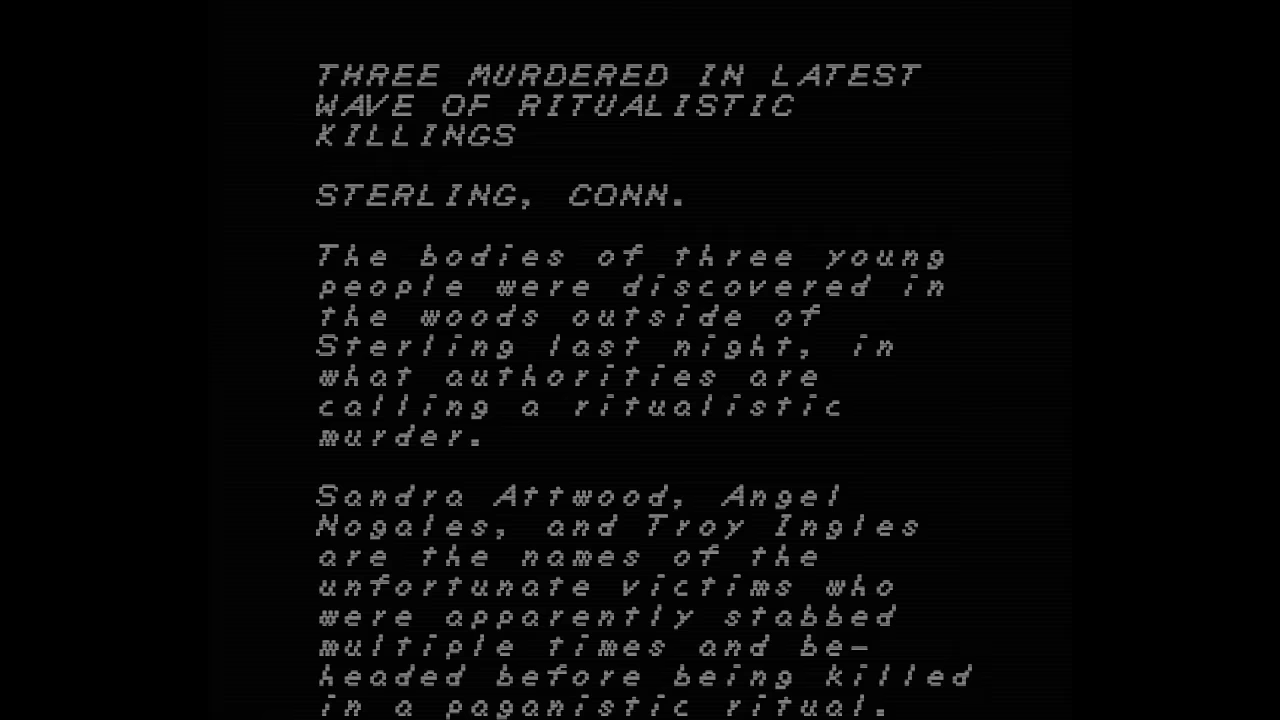 THREE MURDERED IN LATEST
WAVE OF RITUALISTIC
KILLINGS
STERLING, CONN.
The bodies of three young
people were discovered in
the woods outside of
Sterling last night, in
what authorities are
calling a ritualistic
murder.
Sandra Attwood, Angel
Nogales, and Troy Ingles
are the names of the
unfortunate victims who
were apparently stabbed
multiple times and be-
headed before being killed
in a paganistic ritual.